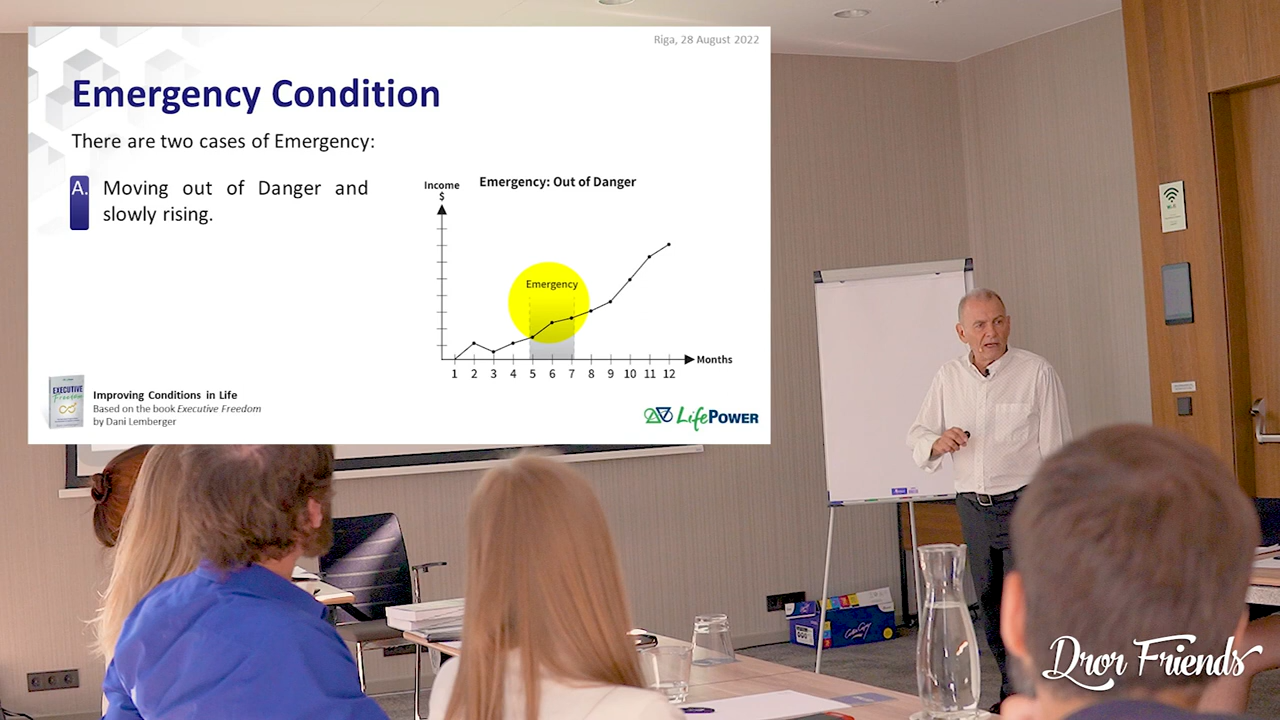 Riga, 28 August 2022
Emergency Condition
There are two cases of Emergency:
A. Moving out of Danger and
slowly rising.
Emergency: Out of Danger
Income
$
Emergency
Months
1 2 3 4 5 6 7 8 9 10 11 12
EXECUTIVE
Freedom
Improving Conditions in Life
Based on the book Executive Freedom
by Dani Lemberger
LifePOWER
Wi-Fi
Dror Friends